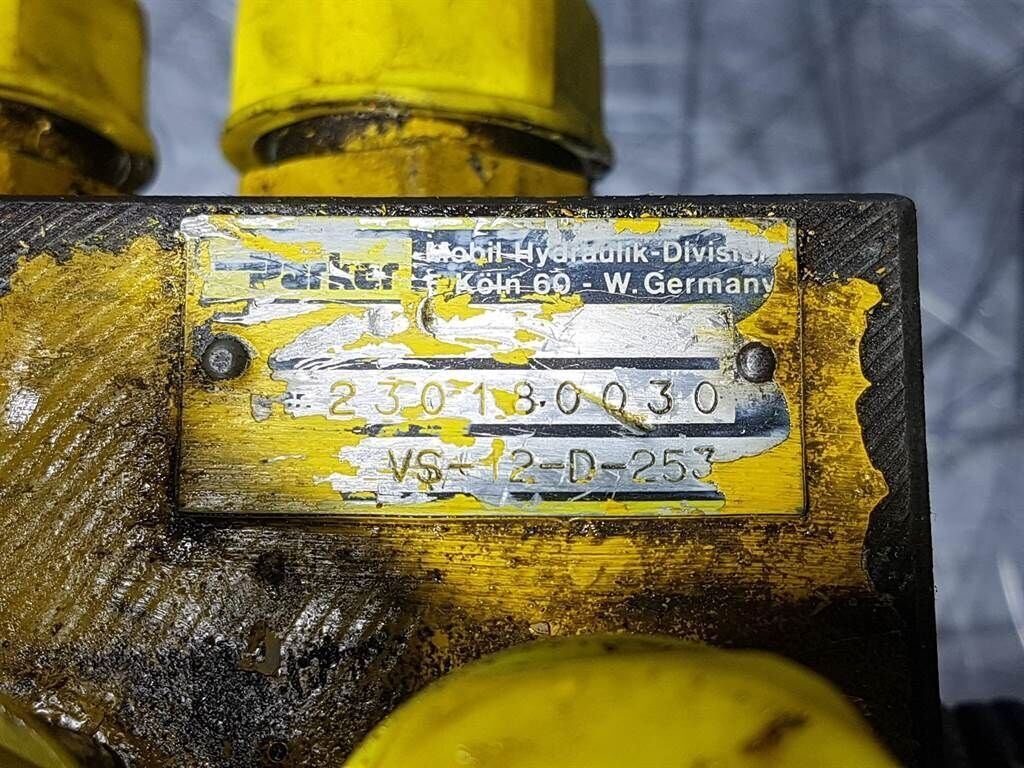 Parker
Mobil Hydraulik-Division
Köln 60 - W. Germany
230180030
VS-12-D-253